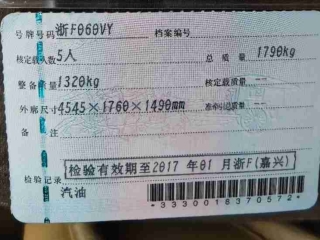 号牌号码 浙F060VY 档案编号
核定载人数 5人 总质量 1790kg
整备质量 1320kg 核定载质量 --
外廓尺寸 4545×1760×1490mm 准牵引总质量 --
备注
检验有效期至2017年01月浙F(嘉兴)
检验记录
汽油
*3330018370572*